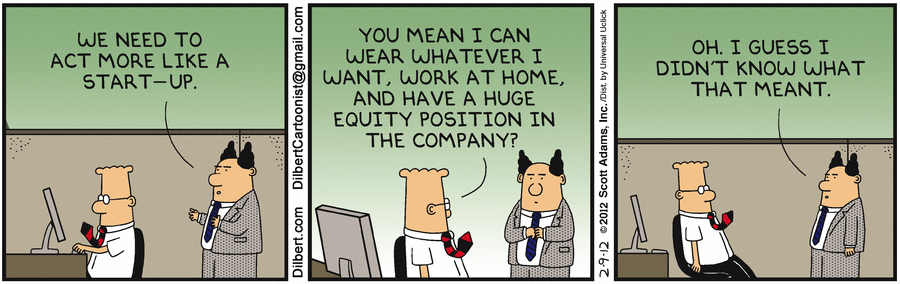 WE NEED TO
ACT MORE LIKE A
START-UP.
Dilbert.com DilbertCartoonist@gmail.com
YOU MEAN I CAN
WEAR WHATEVER I
WANT, WORK AT HOME,
AND HAVE A HUGE
EQUITY POSITION IN
THE COMPANY?
2-9-12 © 2012 Scott Adams, Inc. /Dist. by Universal Uclick
OH. I GUESS I
DIDN'T KNOW WHAT
THAT MEANT.